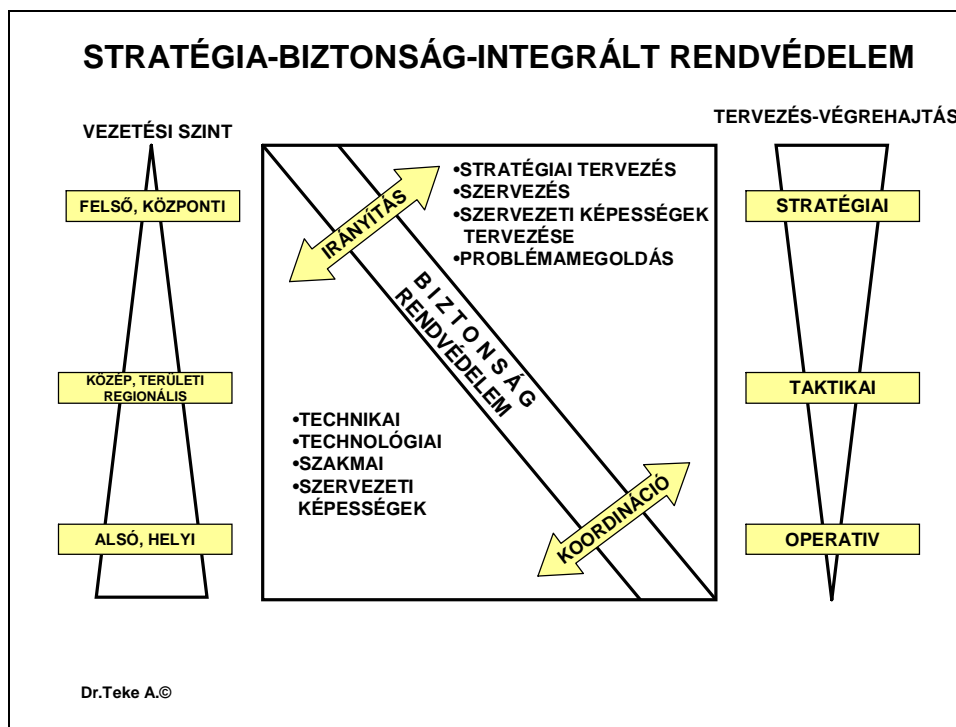 STRATÉGIA-BIZTONSÁG-INTEGRÁLT RENDVÉDELEM
VEZETÉSI SZINT
FELSŐ, KÖZPONTI
KÖZÉP, TERÜLETI
REGIONÁLIS
ALSÓ, HELYI
IRÁNYÍTÁS
•STRATÉGIAI TERVEZÉS
•SZERVEZÉS
•SZERVEZETI KÉPESSÉGEK
TERVEZÉSE
•PROBLÉMAMEGOLDÁS
B I Z T O N S Á G
RENDVÉDELEM
•TECHNIKAI
•TECHNOLÓGIAI
•SZAKMAI
•SZERVEZETI
KÉPESSÉGEK
KOORDINÁCIÓ
TERVEZÉS-VÉGREHAJTÁS
STRATÉGIAI
TAKTIKAI
OPERATIV
Dr.Teke A.©